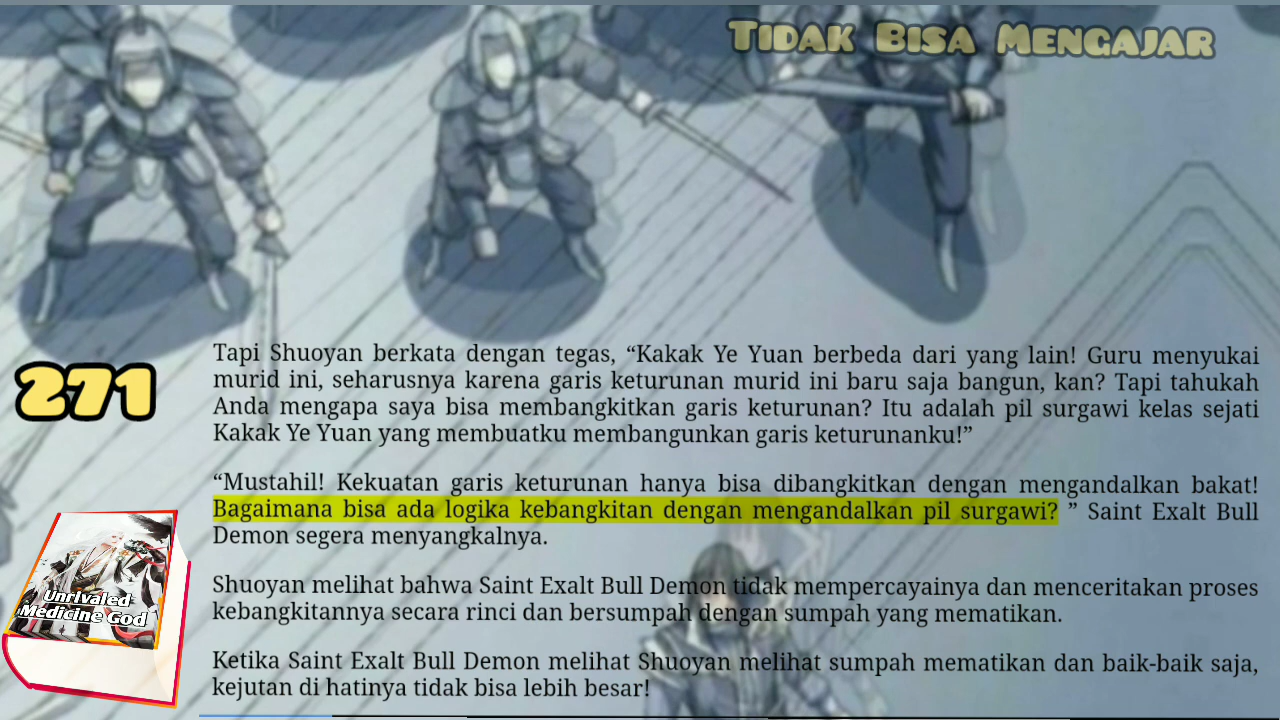 Tidak Bisa Mengajar
271
Tapi Shuoyan berkata dengan tegas, “Kakak Ye Yuan berbeda dari yang lain! Guru menyukai
murid ini, seharusnya karena garis keturunan murid ini baru saja bangun, kan? Tapi tahukah
Anda mengapa saya bisa membangkitkan garis keturunan? Itu adalah pil surgawi kelas sejati
Kakak Ye Yuan yang membuatku membangunkan garis keturunanku!”
“Mustahil! Kekuatan garis keturunan hanya bisa dibangkitkan dengan mengandalkan bakat!
Bagaimana bisa ada logika kebangkitan dengan mengandalkan pil surgawi? ” Saint Exalt Bull
Demon segera menyangkalnya.
Shuoyan melihat bahwa Saint Exalt Bull Demon tidak mempercayainya dan menceritakan proses
kebangkitannya secara rinci dan bersumpah dengan sumpah yang mematikan.
Ketika Saint Exalt Bull Demon melihat Shuoyan melihat sumpah mematikan dan baik-baik saja,
kejutan di hatinya tidak bisa lebih besar!
Unrivaled
Medicine God